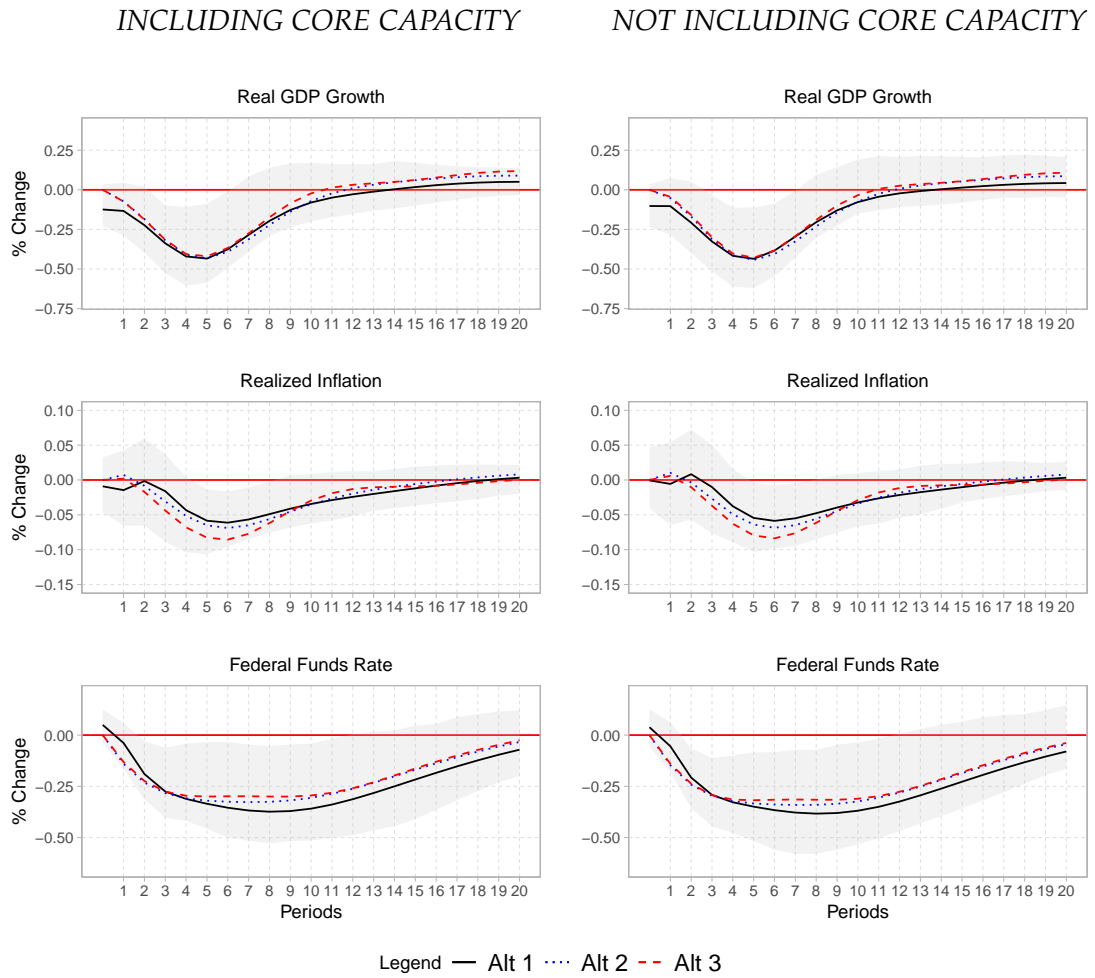 INCLUDING CORE CAPACITY
NOT INCLUDING CORE CAPACITY
Real GDP Growth
% Change
0.25
0.00
−0.25
−0.50
−0.75
1 2 3 4 5 6 7 8 9 10 11 12 13 14 15 16 17 18 19 20
Real GDP Growth
0.25
0.00
−0.25
−0.50
−0.75
1 2 3 4 5 6 7 8 9 10 11 12 13 14 15 16 17 18 19 20
Realized Inflation
% Change
0.10
0.05
0.00
−0.05
−0.10
−0.15
1 2 3 4 5 6 7 8 9 10 11 12 13 14 15 16 17 18 19 20
Realized Inflation
0.10
0.05
0.00
−0.05
−0.10
−0.15
1 2 3 4 5 6 7 8 9 10 11 12 13 14 15 16 17 18 19 20
Federal Funds Rate
% Change
0.00
−0.25
−0.50
1 2 3 4 5 6 7 8 9 10 11 12 13 14 15 16 17 18 19 20
Periods
Federal Funds Rate
0.00
−0.25
−0.50
1 2 3 4 5 6 7 8 9 10 11 12 13 14 15 16 17 18 19 20
Periods
Legend Alt 1 Alt 2 Alt 3